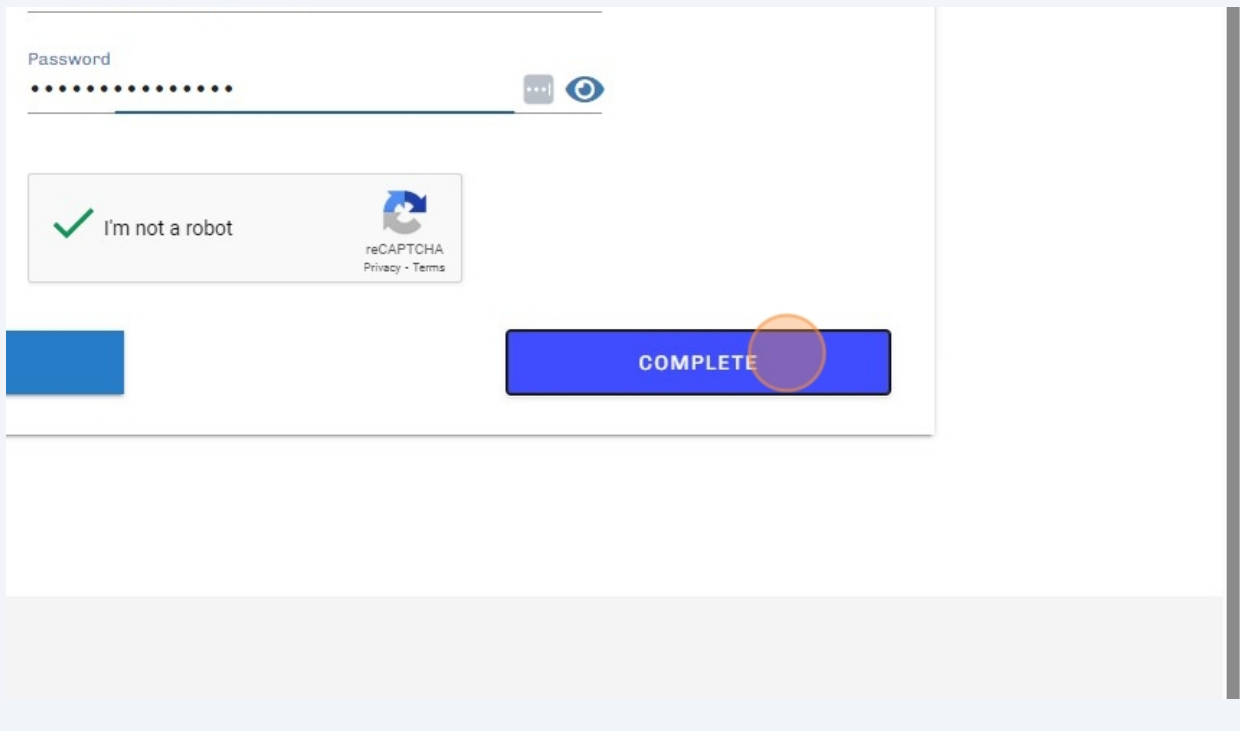 Password
•••••••••••••••
I'm not a robot
reCAPTCHA
Privacy - Terms
COMPLETE